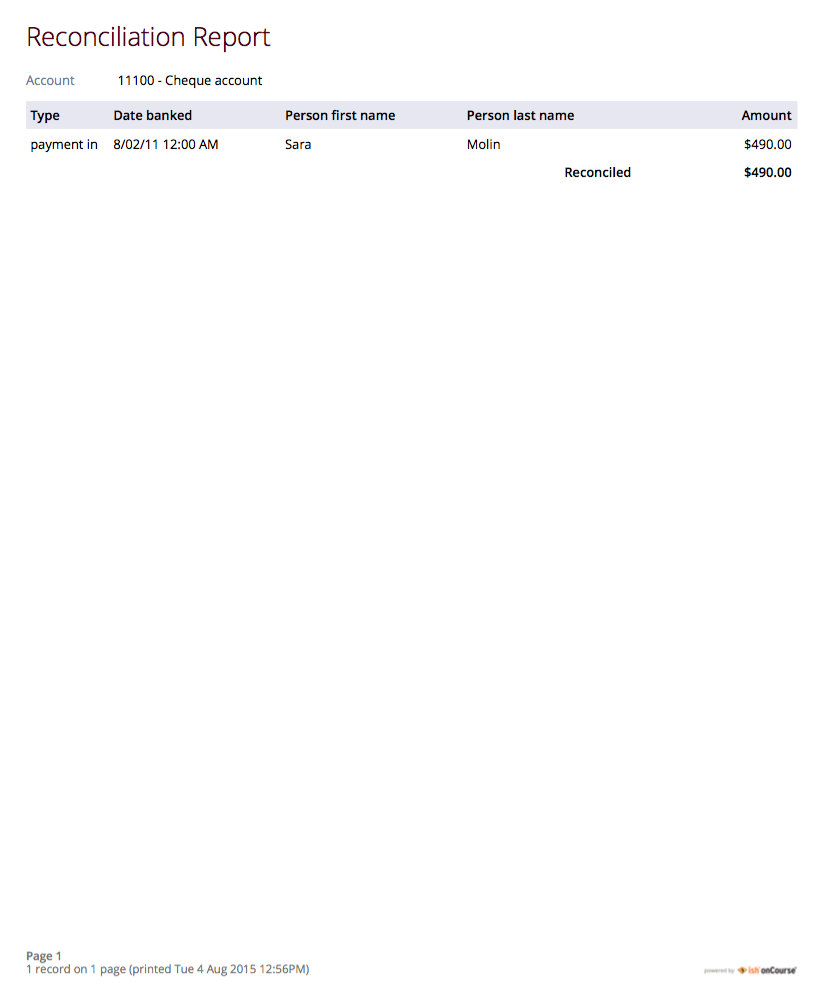 Reconciliation Report
Account 11100 - Cheque account
Type Date banked Person first name Person last name Amount
payment in 8/02/11 12:00 AM Sara Molin $490.00
Reconciled $490.00
Page 1
1 record on 1 page (printed Tue 4 Aug 2015 12:56PM)
powered by ish onCourse